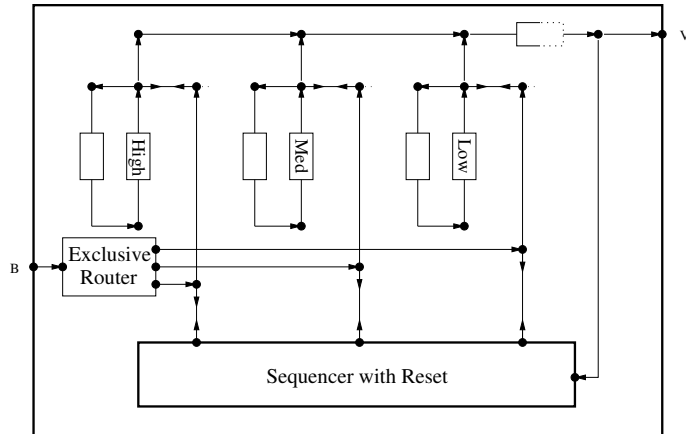 V
High
Med
Low
Exclusive
Router
B
Sequencer with Reset